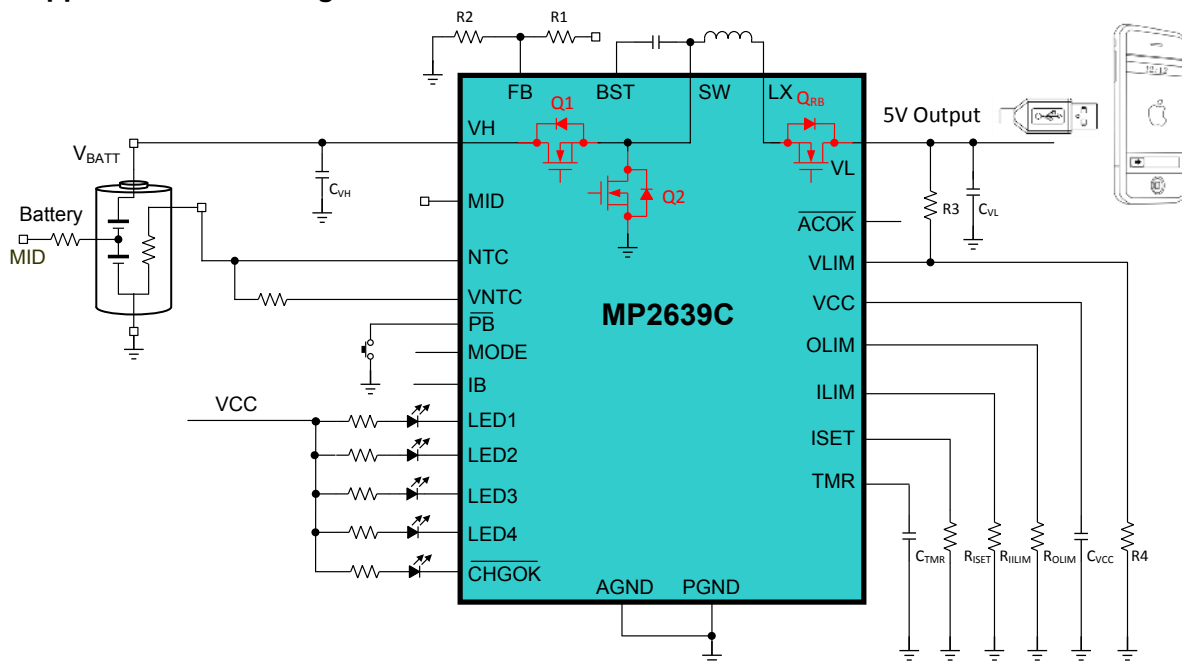 R2
R1
FB
BST
SW
LX
Q1
QRB
5V Output
VH
VL
VBATT
CVH
Q2
MID
R3
CVL
Battery
ACOK
MID
NTC
VLIM
VNTC
VCC
MP2639C
PB
MODE
OLIM
IB
ILIM
VCC
LED1
ISET
LED2
TMR
LED3
LED4
CTMR
RISET
RIILIM
ROLIM
CVCC
R4
CHGOK
AGND
PGND